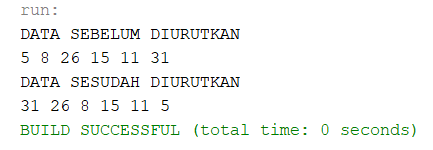 run:
DATA SEBELUM DIURUTKAN
5 8 26 15 11 31
DATA SESUDAH DIURUTKAN
31 26 8 15 11 5
BUILD SUCCESSFUL (total time: 0 seconds)